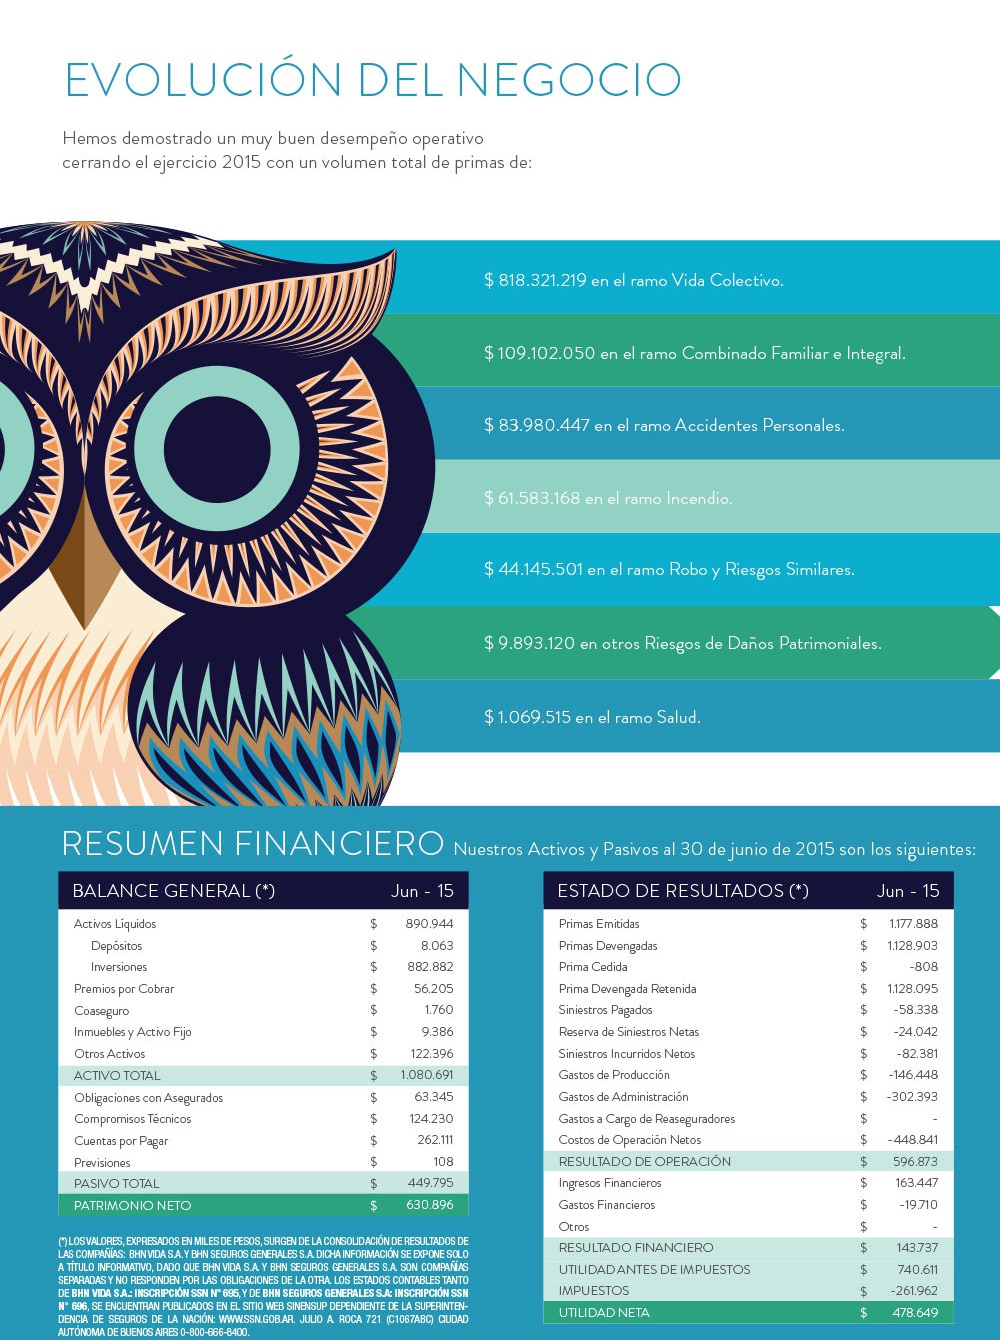 EVOLUCIÓN DEL NEGOCIO
Hemos demostrado un muy buen desempeño operativo
cerrando el ejercicio 2015 con un volumen total de primas de:
$ 818.321.219 en el ramo Vida Colectivo.
$ 109.102.050 en el ramo Combinado Familiar e Integral.
$ 83.980.447 en el ramo Accidentes Personales.
$ 61.583.168 en el ramo Incendio.
$ 44.145.501 en el ramo Robo y Riesgos Similares.
$ 9.893.120 en otros Riesgos de Daños Patrimoniales.
$ 1.069.515 en el ramo Salud.
RESUMEN FINANCIERO Nuestros Activos y Pasivos al 30 de junio de 2015 son los siguientes:
BALANCE GENERAL (*) Jun - 15
Activos Líquidos $ 890.944
Depósitos $ 8.063
Inversiones $ 882.882
Premios por Cobrar $ 56.205
Coaseguro $ 1.760
Inmuebles y Activo Fijo $ 9.386
Otros Activos $ 122.396
ACTIVO TOTAL $ 1.080.691
Obligaciones con Asegurados $ 63.345
Compromisos Técnicos $ 124.230
Cuentas por Pagar $ 262.111
Previsiones $ 108
PASIVO TOTAL $ 449.795
PATRIMONIO NETO $ 630.896
(*) LOS VALORES, EXPRESADOS EN MILES DE PESOS, SURGEN DE LA CONSOLIDACIÓN DE RESULTADOS DE
LAS COMPAÑÍAS: BHN VIDA S.A. Y BHN SEGUROS GENERALES S.A. DICHA INFORMACIÓN SE EXPONE SOLO
A TÍTULO INFORMATIVO, DADO QUE BHN VIDA S.A. Y BHN SEGUROS GENERALES S.A. SON COMPAÑÍAS
SEPARADAS Y NO RESPONDEN POR LAS OBLIGACIONES DE LA OTRA. LOS ESTADOS CONTABLES TANTO
DE BHN VIDA S.A.: INSCRIPCIÓN SSN Nº 695, Y DE BHN SEGUROS GENERALES S.A: INSCRIPCIÓN SSN
Nº 696, SE ENCUENTRAN PUBLICADOS EN EL SITIO WEB SINENSUP DEPENDIENTE DE LA SUPERINTEN-
DENCIA DE SEGUROS DE LA NACIÓN: WWW.SSN.GOB.AR. JULIO A. ROCA 721 (C1067ABC) CIUDAD
AUTÓNOMA DE BUENOS AIRES 0-800-666-8400.
ESTADO DE RESULTADOS (*) Jun - 15
Primas Emitidas $ 1.177.888
Primas Devengadas $ 1.128.903
Prima Cedida $ -808
Prima Devengada Retenida $ 1.128.095
Siniestros Pagados $ -58.338
Reserva de Siniestros Netas $ -24.042
Siniestros Incurridos Netos $ -82.381
Gastos de Producción $ -146.448
Gastos de Administración $ -302.393
Gastos a Cargo de Reaseguradores $ -
Costos de Operación Netos $ -448.841
RESULTADO DE OPERACIÓN $ 596.873
Ingresos Financieros $ 163.447
Gastos Financieros $ -19.710
Otros $ -
RESULTADO FINANCIERO $ 143.737
UTILIDAD ANTES DE IMPUESTOS $ 740.611
IMPUESTOS $ -261.962
UTILIDAD NETA $ 478.649